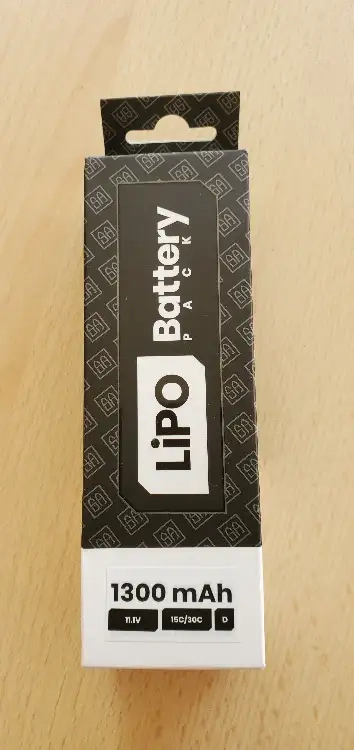 LiPO Battery
PACK
1300 mAh
11.1V 15C/30C D